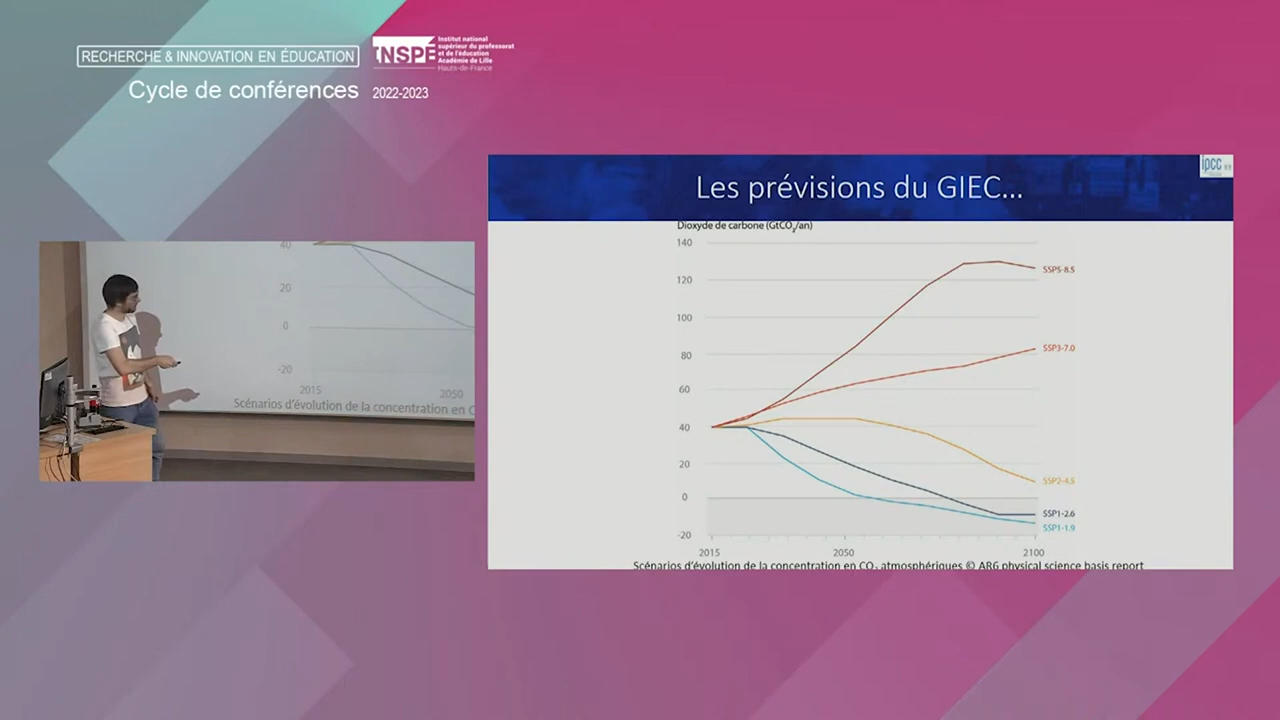 RECHERCHE & INNOVATION EN ÉDUCATION
INSPÉ
Institut national
supérieur du professorat
et de l'éducation
Académie de Lille
Hauts-de-France
Cycle de conférences 2022-2023
ipcc
Les prévisions du GIEC...
Dioxyde de carbone (GtCO2/an)
140
120
100
80
60
40
20
0
-20
2015 2050 2100
SSP5-8.5
SSP3-7.0
SSP2-4.5
SSP1-2.6
SSP1-1.9
Scénarios d'évolution de la concentration en CO2 atmosphériques © AR6 physical science basis report
40
20
0
-20
2015 2050
Scénarios d'évolution de la concentration en C